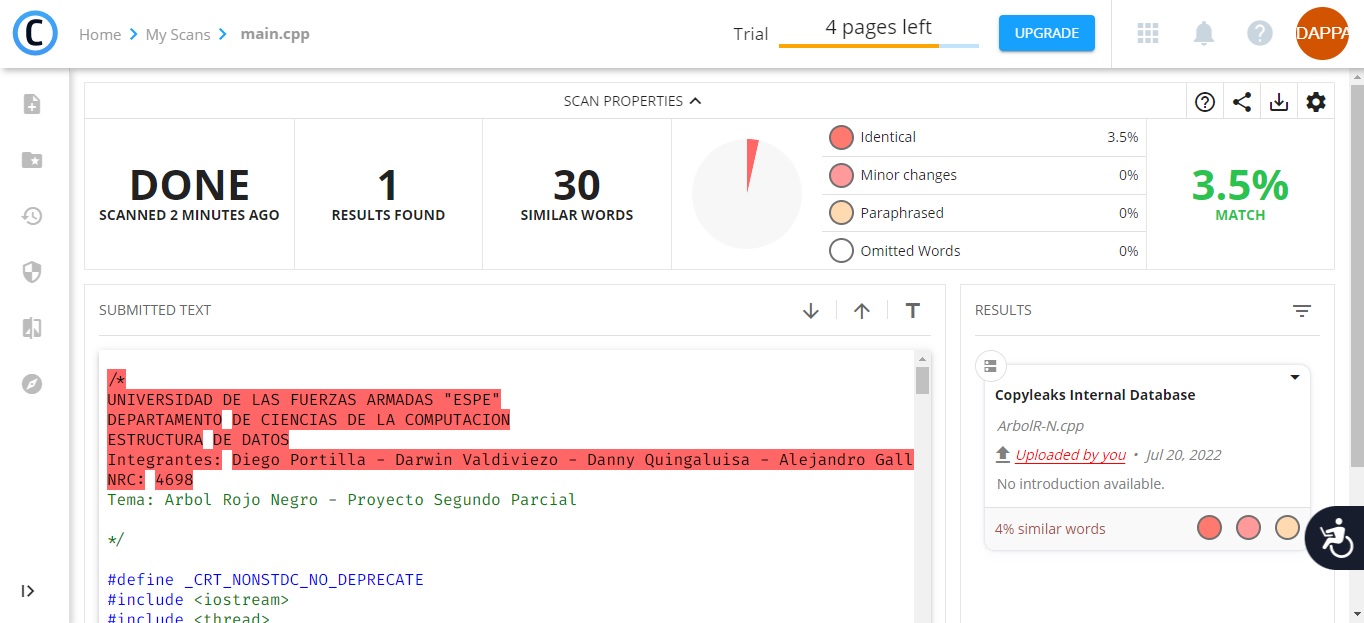 C
Home > My Scans > main.cpp
Trial
4 pages left
UPGRADE
DAPPA
SCAN PROPERTIES
DONE
SCANNED 2 MINUTES AGO
1
RESULTS FOUND
30
SIMILAR WORDS
Identical 3.5%
Minor changes 0%
Paraphrased 0%
Omitted Words 0%
3.5%
MATCH
SUBMITTED TEXT
/*
UNIVERSIDAD DE LAS FUERZAS ARMADAS "ESPE"
DEPARTAMENTO DE CIENCIAS DE LA COMPUTACION
ESTRUCTURA DE DATOS
Integrantes: Diego Portilla - Darwin Valdiviezo - Danny Quingaluisa - Alejandro Gall
NRC: 4698
Tema: Arbol Rojo Negro - Proyecto Segundo Parcial
*/
#define _CRT_NONSTDC_NO_DEPRECATE
#include <iostream>
#include <thread>
RESULTS
Copyleaks Internal Database
ArbolR-N.cpp
Uploaded by you • Jul 20, 2022
No introduction available.
4% similar words